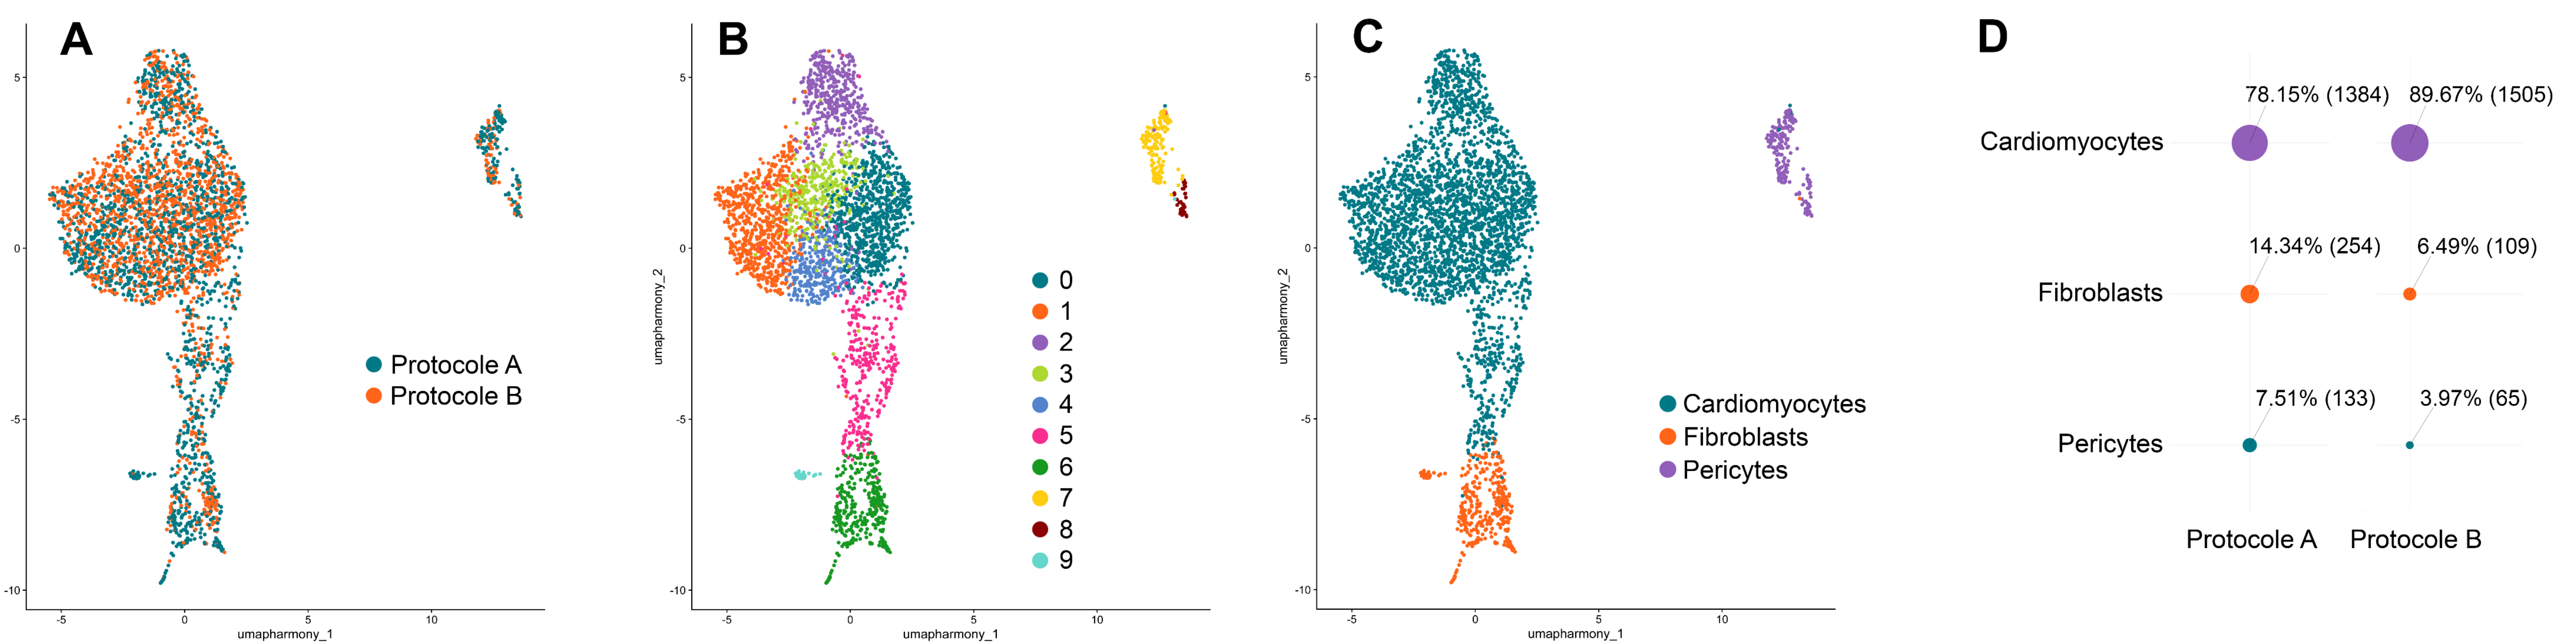 A
5
0
-5
-10
-5
0
5
10
umapharmony_1
Protocole A
Protocole B
B
umapharmony_2
5
0
-5
-10
-5
0
5
10
umapharmony_1
0
1
2
3
4
5
6
7
8
9
C
umapharmony_2
5
0
-5
-10
-5
0
5
10
umapharmony_1
Cardiomyocytes
Fibroblasts
Pericytes
D
78.15% (1384) 89.67% (1505)
Cardiomyocytes
14.34% (254) 6.49% (109)
Fibroblasts
7.51% (133) 3.97% (65)
Pericytes
Protocole A Protocole B